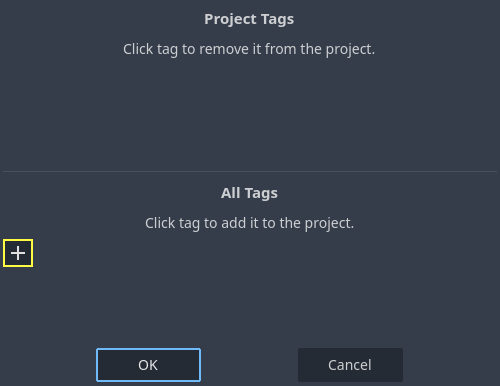 Project Tags
Click tag to remove it from the project.
All Tags
Click tag to add it to the project.
+
OK
Cancel